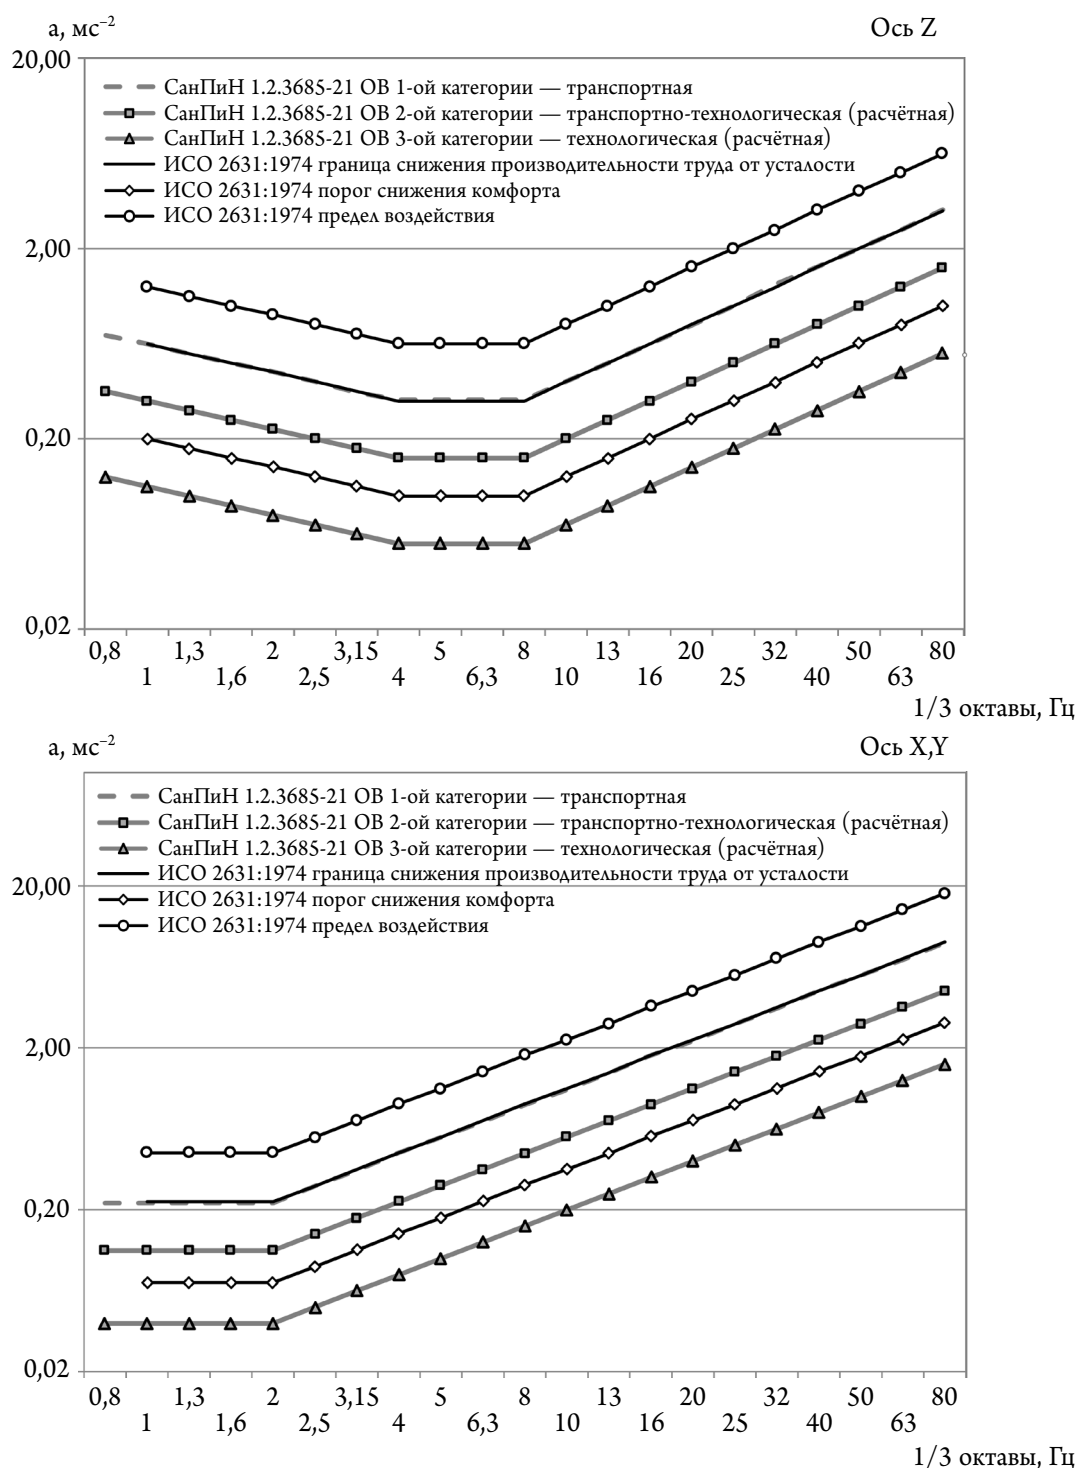 а, мс⁻²
Ось Z
20,00
СанПиН 1.2.3685-21 ОВ 1-ой категории — транспортная
СанПиН 1.2.3685-21 ОВ 2-ой категории — транспортно-технологическая (расчётная)
СанПиН 1.2.3685-21 ОВ 3-ой категории — технологическая (расчётная)
ИСО 2631:1974 граница снижения производительности труда от усталости
ИСО 2631:1974 порог снижения комфорта
ИСО 2631:1974 предел воздействия
2,00
0,20
0,02
0,8 1,3 2 3,15 5 8 13 20 32 50 80
1 1,6 2,5 4 6,3 10 16 25 40 63
1/3 октавы, Гц
а, мс⁻²
Ось X,Y
СанПиН 1.2.3685-21 ОВ 1-ой категории — транспортная
СанПиН 1.2.3685-21 ОВ 2-ой категории — транспортно-технологическая (расчётная)
СанПиН 1.2.3685-21 ОВ 3-ой категории — технологическая (расчётная)
ИСО 2631:1974 граница снижения производительности труда от усталости
20,00
ИСО 2631:1974 порог снижения комфорта
ИСО 2631:1974 предел воздействия
2,00
0,20
0,02
0,8 1,3 2 3,15 5 8 13 20 32 50 80
1 1,6 2,5 4 6,3 10 16 25 40 63
1/3 октавы, Гц